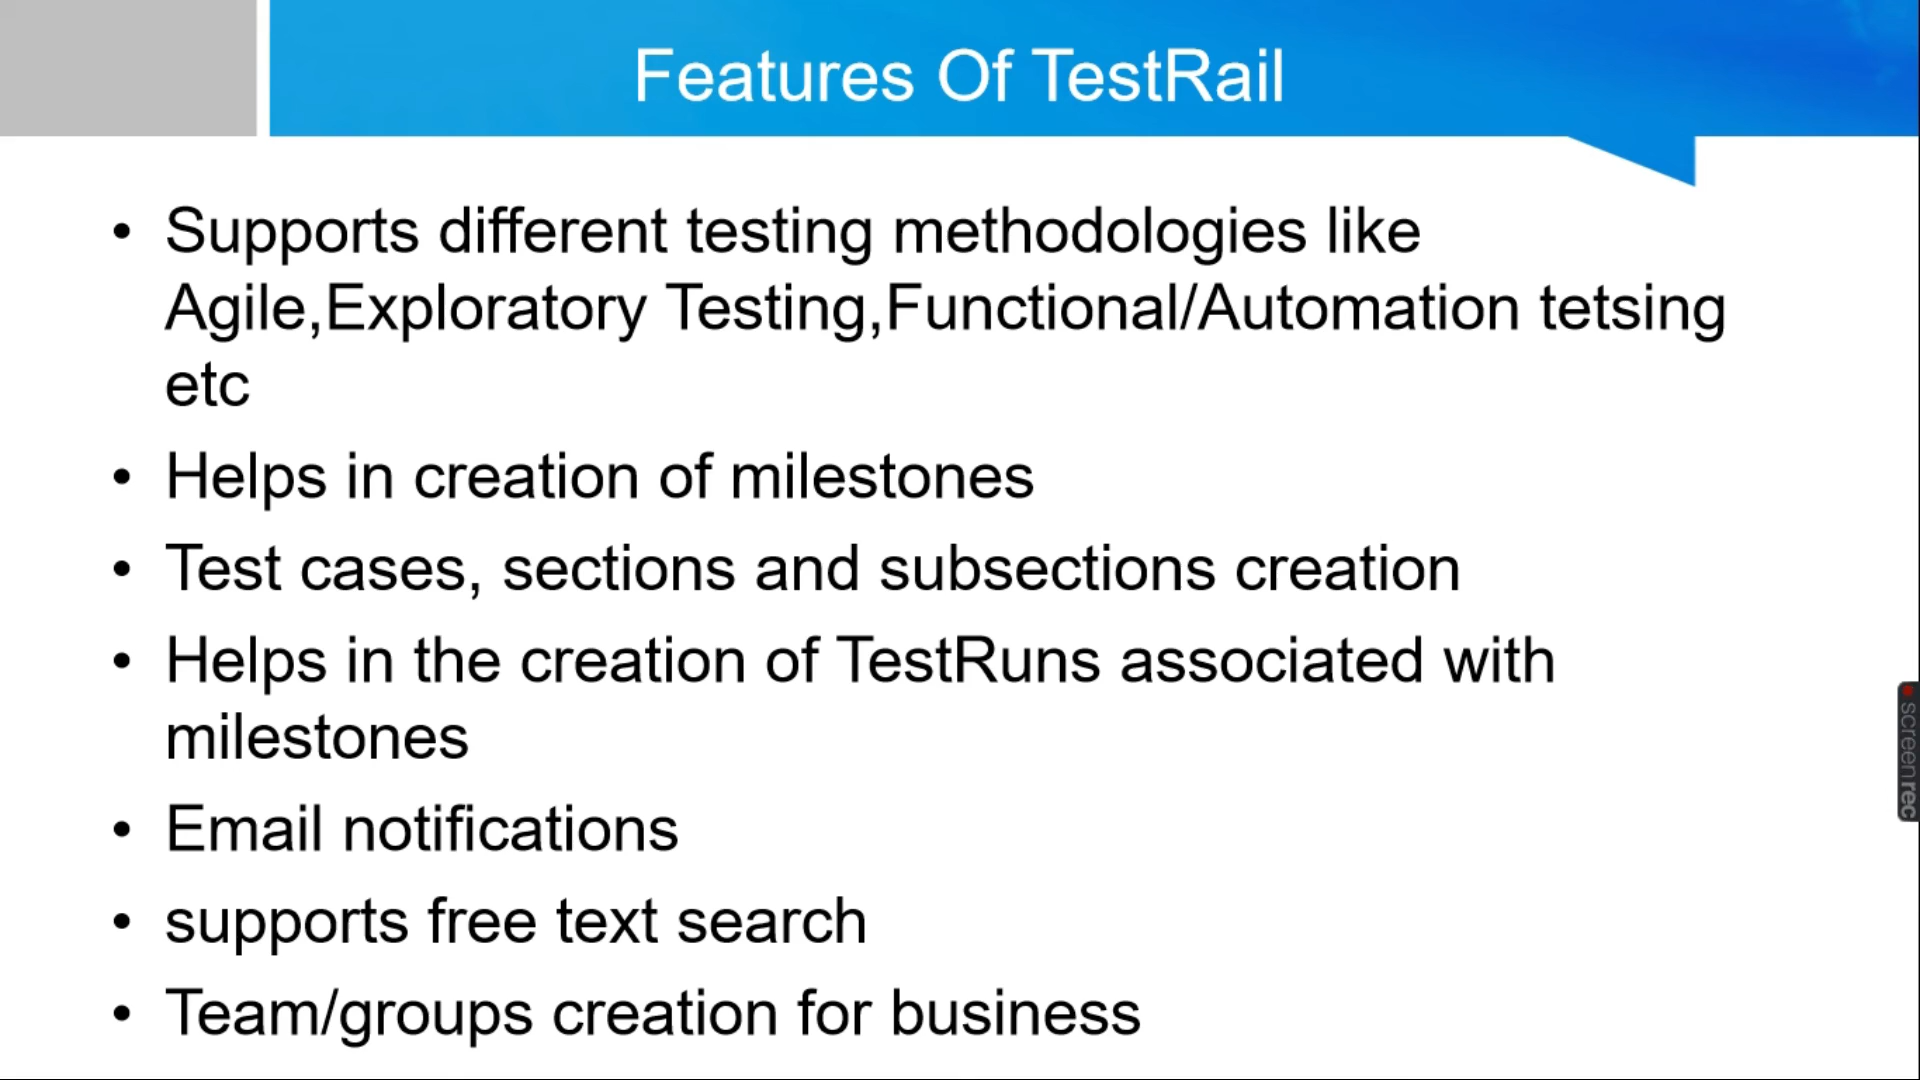 Features Of TestRail
• Supports different testing methodologies like
Agile,Exploratory Testing,Functional/Automation tetsing
etc
• Helps in creation of milestones
• Test cases, sections and subsections creation
• Helps in the creation of TestRuns associated with
milestones
• Email notifications
• supports free text search
• Team/groups creation for business
screenrec